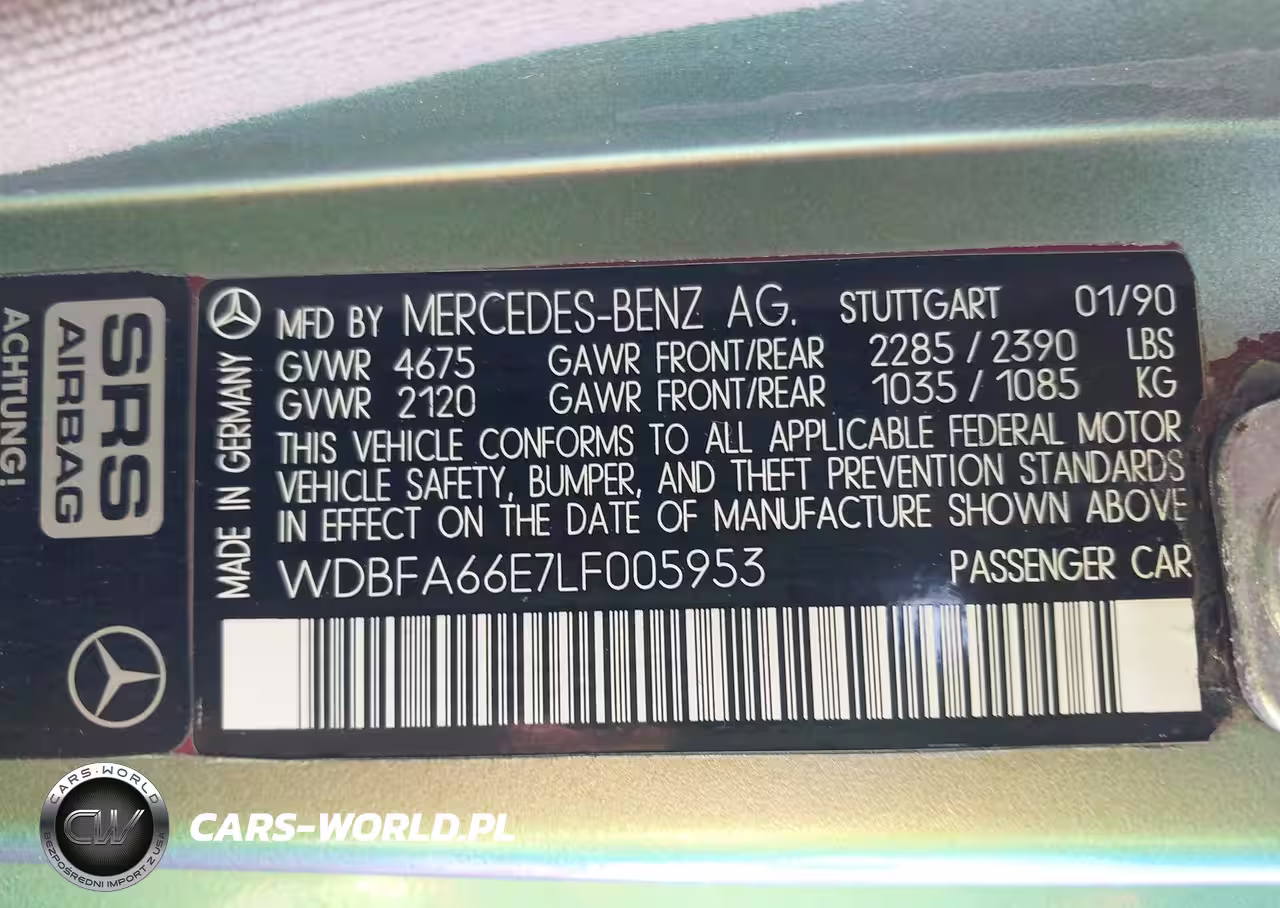 ACHTUNG!
SRS
AIRBAG
MADE IN GERMANY
MFD BY MERCEDES-BENZ AG. STUTTGART 01/90
GVWR 4675 GAWR FRONT/REAR 2285 / 2390 LBS
GVWR 2120 GAWR FRONT/REAR 1035 / 1085 KG
THIS VEHICLE CONFORMS TO ALL APPLICABLE FEDERAL MOTOR
VEHICLE SAFETY, BUMPER, AND THEFT PREVENTION STANDARDS
IN EFFECT ON THE DATE OF MANUFACTURE SHOWN ABOVE
WDBFA66E7LF005953 PASSENGER CAR
CARS-WORLD
CW
BEZPOŚREDNI IMPORT Z USA
CARS-WORLD.PL